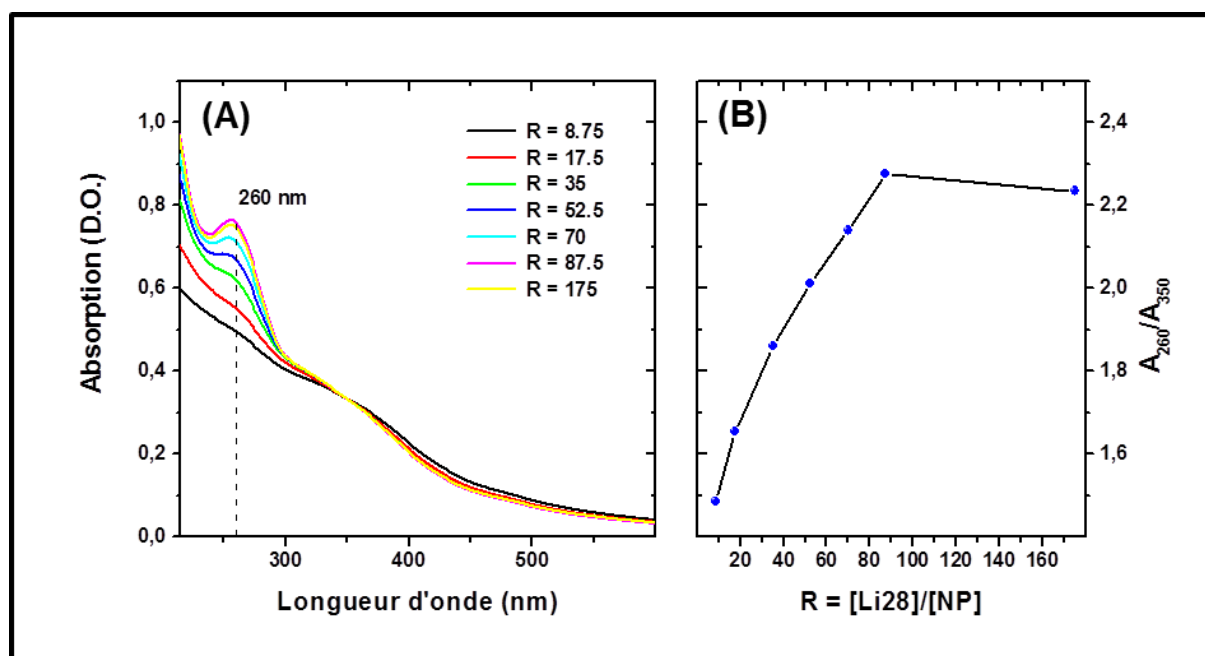 (A)
(B)
1,0
0,8
0,6
0,4
0,2
0,0
Absorption (D.O.)
260 nm
R = 8.75
R = 17.5
R = 35
R = 52.5
R = 70
R = 87.5
R = 175
300
400
500
Longueur d'onde (nm)
2,4
2,2
2,0
1,8
1,6
A260/A350
20
40
60
80
100
120
140
160
R = [Li28]/[NP]